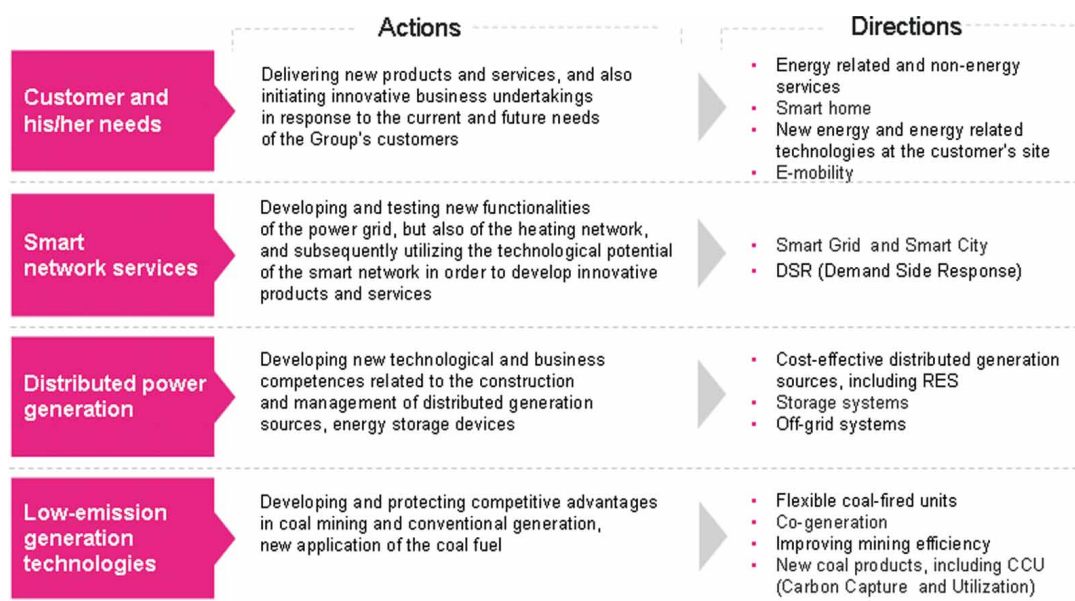 Actions
Directions
Customer and
his/her needs
Delivering new products and services, and also
initiating innovative business undertakings
in response to the current and future needs
of the Group's customers
▪ Energy related and non-energy
services
▪ Smart home
▪ New energy and energy related
technologies at the customer's site
▪ E-mobility
Smart
network services
Developing and testing new functionalities
of the power grid, but also of the heating network,
and subsequently utilizing the technological potential
of the smart network in order to develop innovative
products and services
▪ Smart Grid and Smart City
▪ DSR (Demand Side Response)
Distributed power
generation
Developing new technological and business
competences related to the construction
and management of distributed generation
sources, energy storage devices
▪ Cost-effective distributed generation
sources, including RES
▪ Storage systems
▪ Off-grid systems
Low-emission
generation
technologies
Developing and protecting competitive advantages
in coal mining and conventional generation,
new application of the coal fuel
▪ Flexible coal-fired units
▪ Co-generation
▪ Improving mining efficiency
▪ New coal products, including CCU
(Carbon Capture and Utilization)